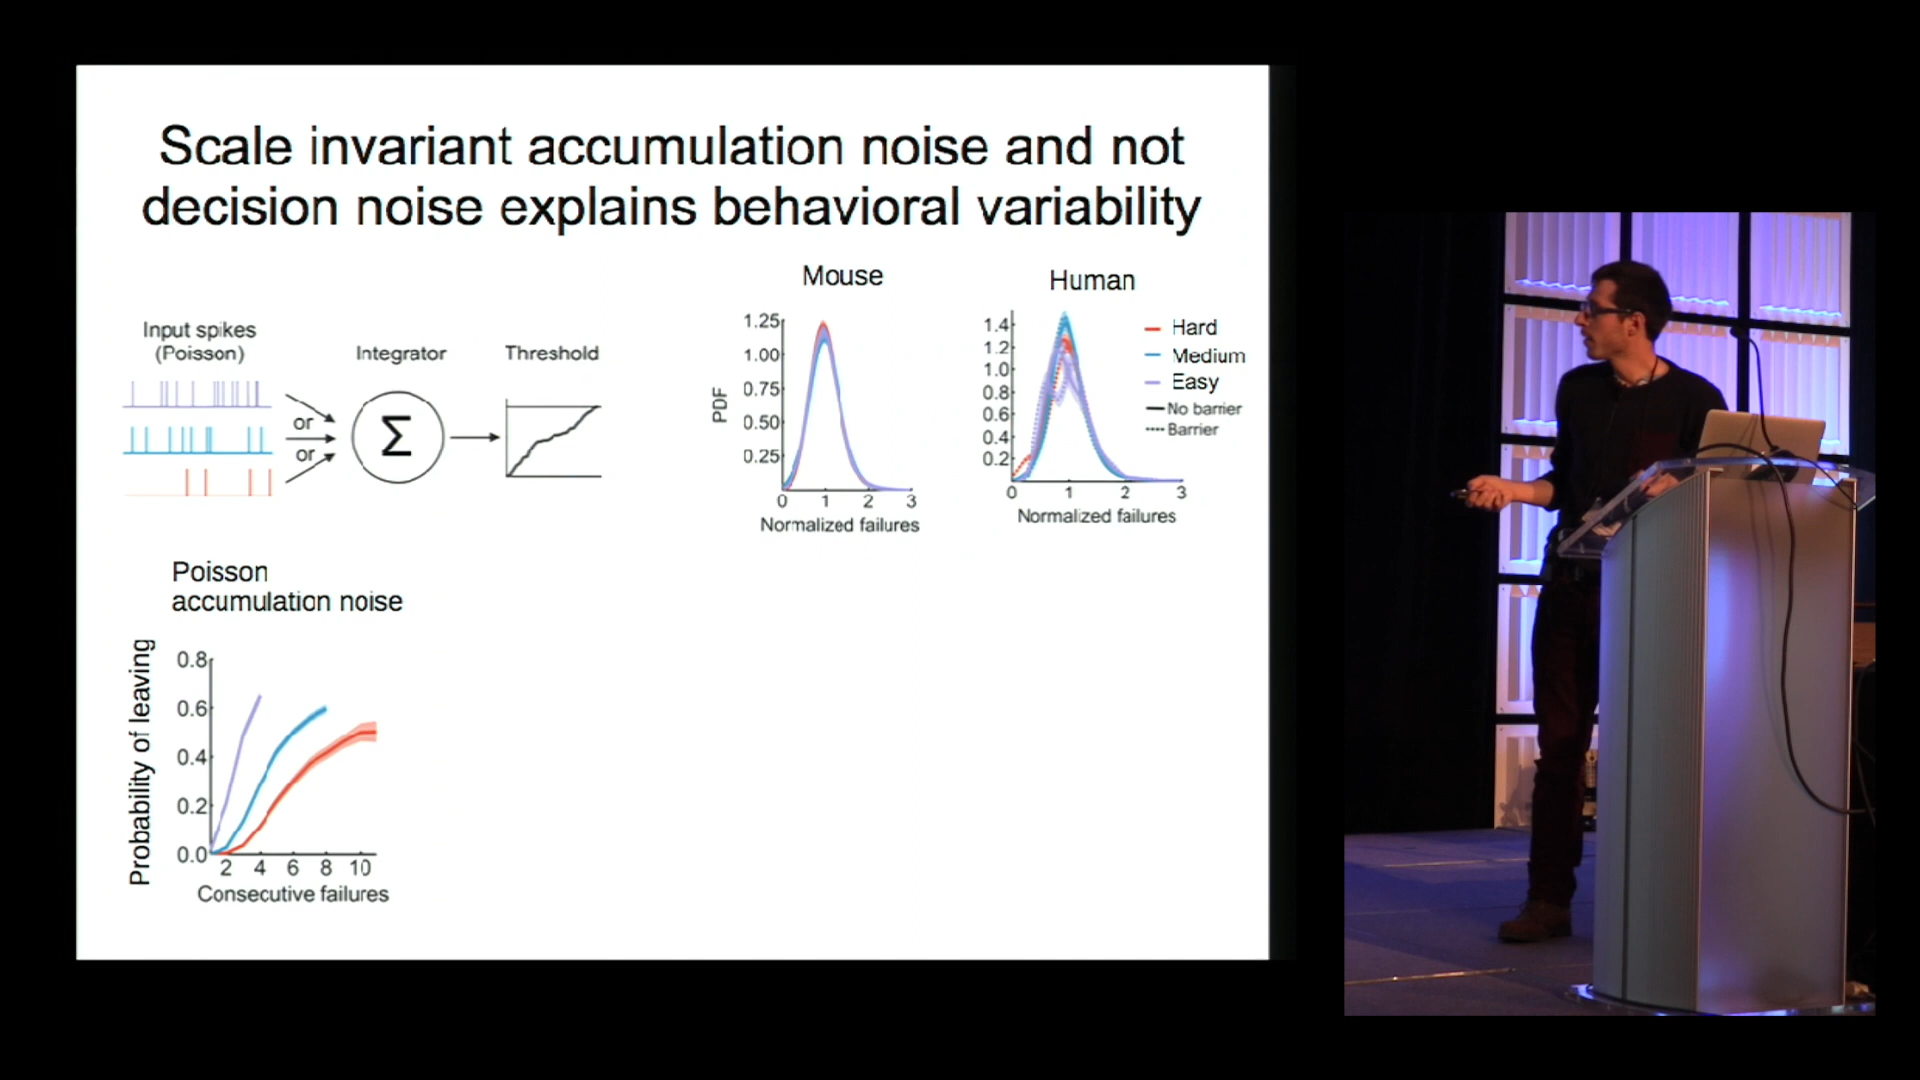 Scale invariant accumulation noise and not
decision noise explains behavioral variability
Input spikes
(Poisson)
Integrator
Threshold
or
or
Σ
Mouse
1.25
1.00
0.75
0.50
0.25
PDF
0 1 2 3
Normalized failures
Human
1.4
1.2
1.0
0.8
0.6
0.4
0.2
0 1 2 3
Normalized failures
Hard
Medium
Easy
No barrier
Barrier
Poisson
accumulation noise
Probability of leaving
0.8
0.6
0.4
0.2
0.0
2 4 6 8 10
Consecutive failures